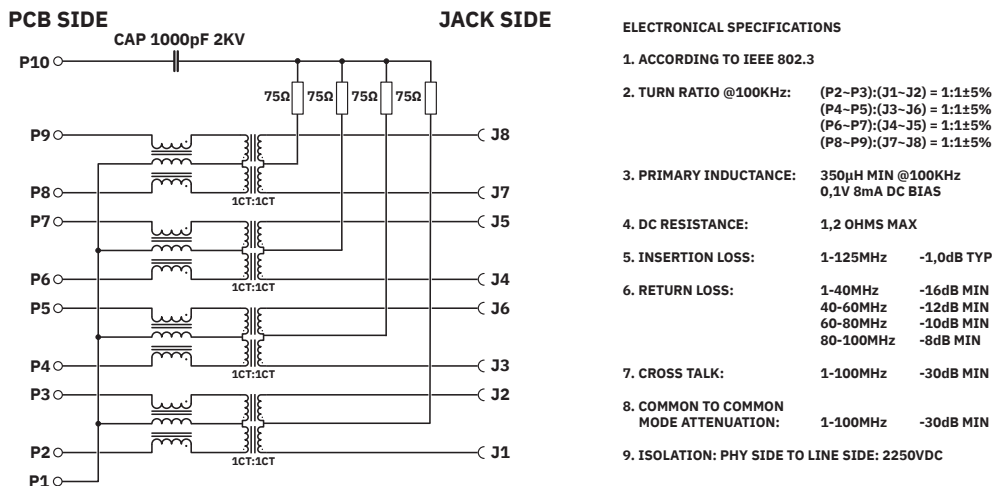 PCB SIDE
JACK SIDE
CAP 1000pF 2KV
P10
75Ω 75Ω 75Ω 75Ω
P9
J8
P8
J7
1CT:1CT
P7
J5
P6
J4
1CT:1CT
P5
J6
P4
J3
1CT:1CT
P3
J2
P2
J1
1CT:1CT
P1
ELECTRONICAL SPECIFICATIONS
1. ACCORDING TO IEEE 802.3
2. TURN RATIO @100KHz: (P2~P3):(J1~J2) = 1:1±5%
(P4~P5):(J3~J6) = 1:1±5%
(P6~P7):(J4~J5) = 1:1±5%
(P8~P9):(J7~J8) = 1:1±5%
3. PRIMARY INDUCTANCE: 350µH MIN @100KHz
0,1V 8mA DC BIAS
4. DC RESISTANCE: 1,2 OHMS MAX
5. INSERTION LOSS: 1-125MHz -1,0dB TYP
6. RETURN LOSS: 1-40MHz -16dB MIN
40-60MHz -12dB MIN
60-80MHz -10dB MIN
80-100MHz -8dB MIN
7. CROSS TALK: 1-100MHz -30dB MIN
8. COMMON TO COMMON
MODE ATTENUATION: 1-100MHz -30dB MIN
9. ISOLATION: PHY SIDE TO LINE SIDE: 2250VDC